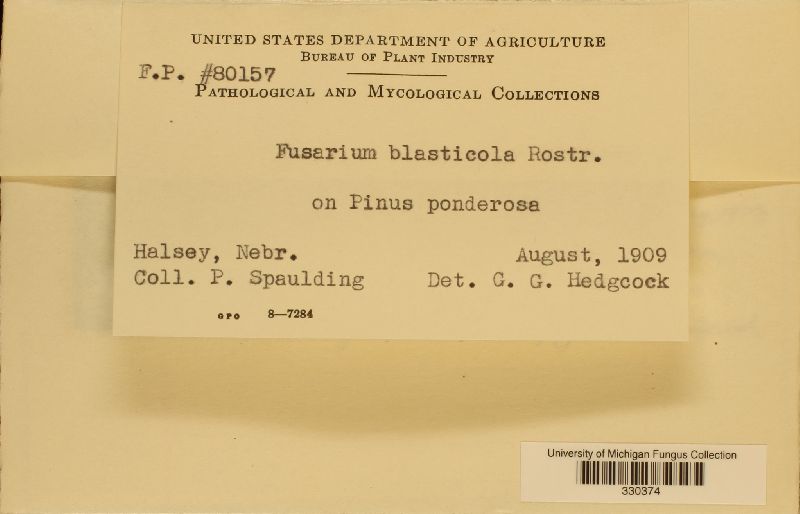 UNITED STATES DEPARTMENT OF AGRICULTURE
BUREAU OF PLANT INDUSTRY
F.P. #80157
PATHOLOGICAL AND MYCOLOGICAL COLLECTIONS
Fusarium blasticola Rostr.
on Pinus ponderosa
Halsey, Nebr. August, 1909
Coll. P. Spaulding Det. G. G. Hedgcock
GPO 8—7284
University of Michigan Fungus Collection
330374